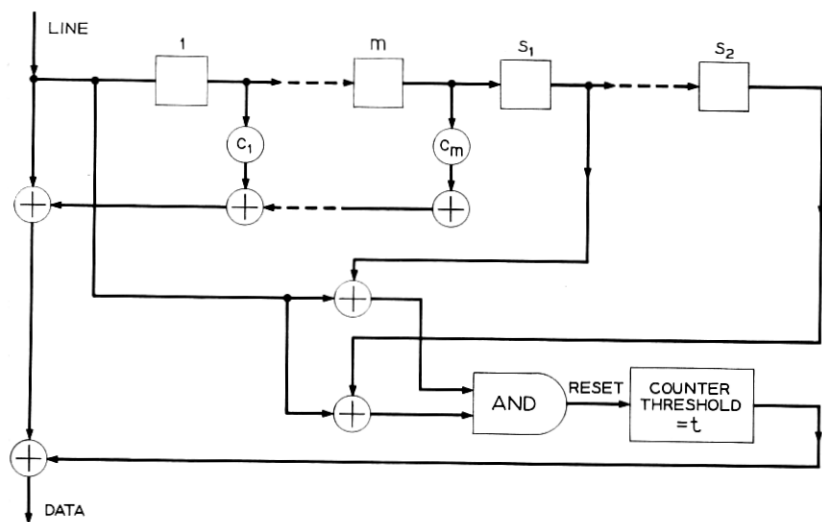 LINE
1
m
S1
S2
C1
Cm
AND
RESET
COUNTER
THRESHOLD
=t
DATA